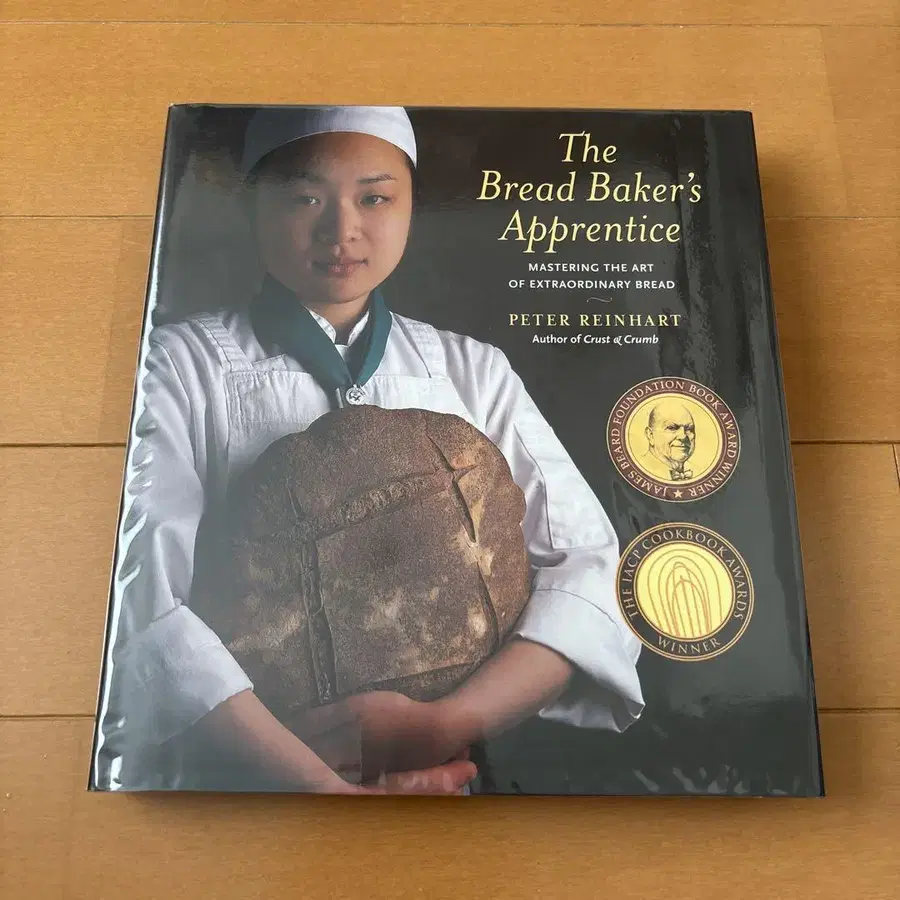 The
Bread Baker's
Apprentice
MASTERING THE ART
OF EXTRAORDINARY BREAD
PETER REINHART
Author of Crust & Crumb
JAMES BEARD FOUNDATION BOOK AWARD WINNER ★
THE IACP COOKBOOK AWARDS
WINNER